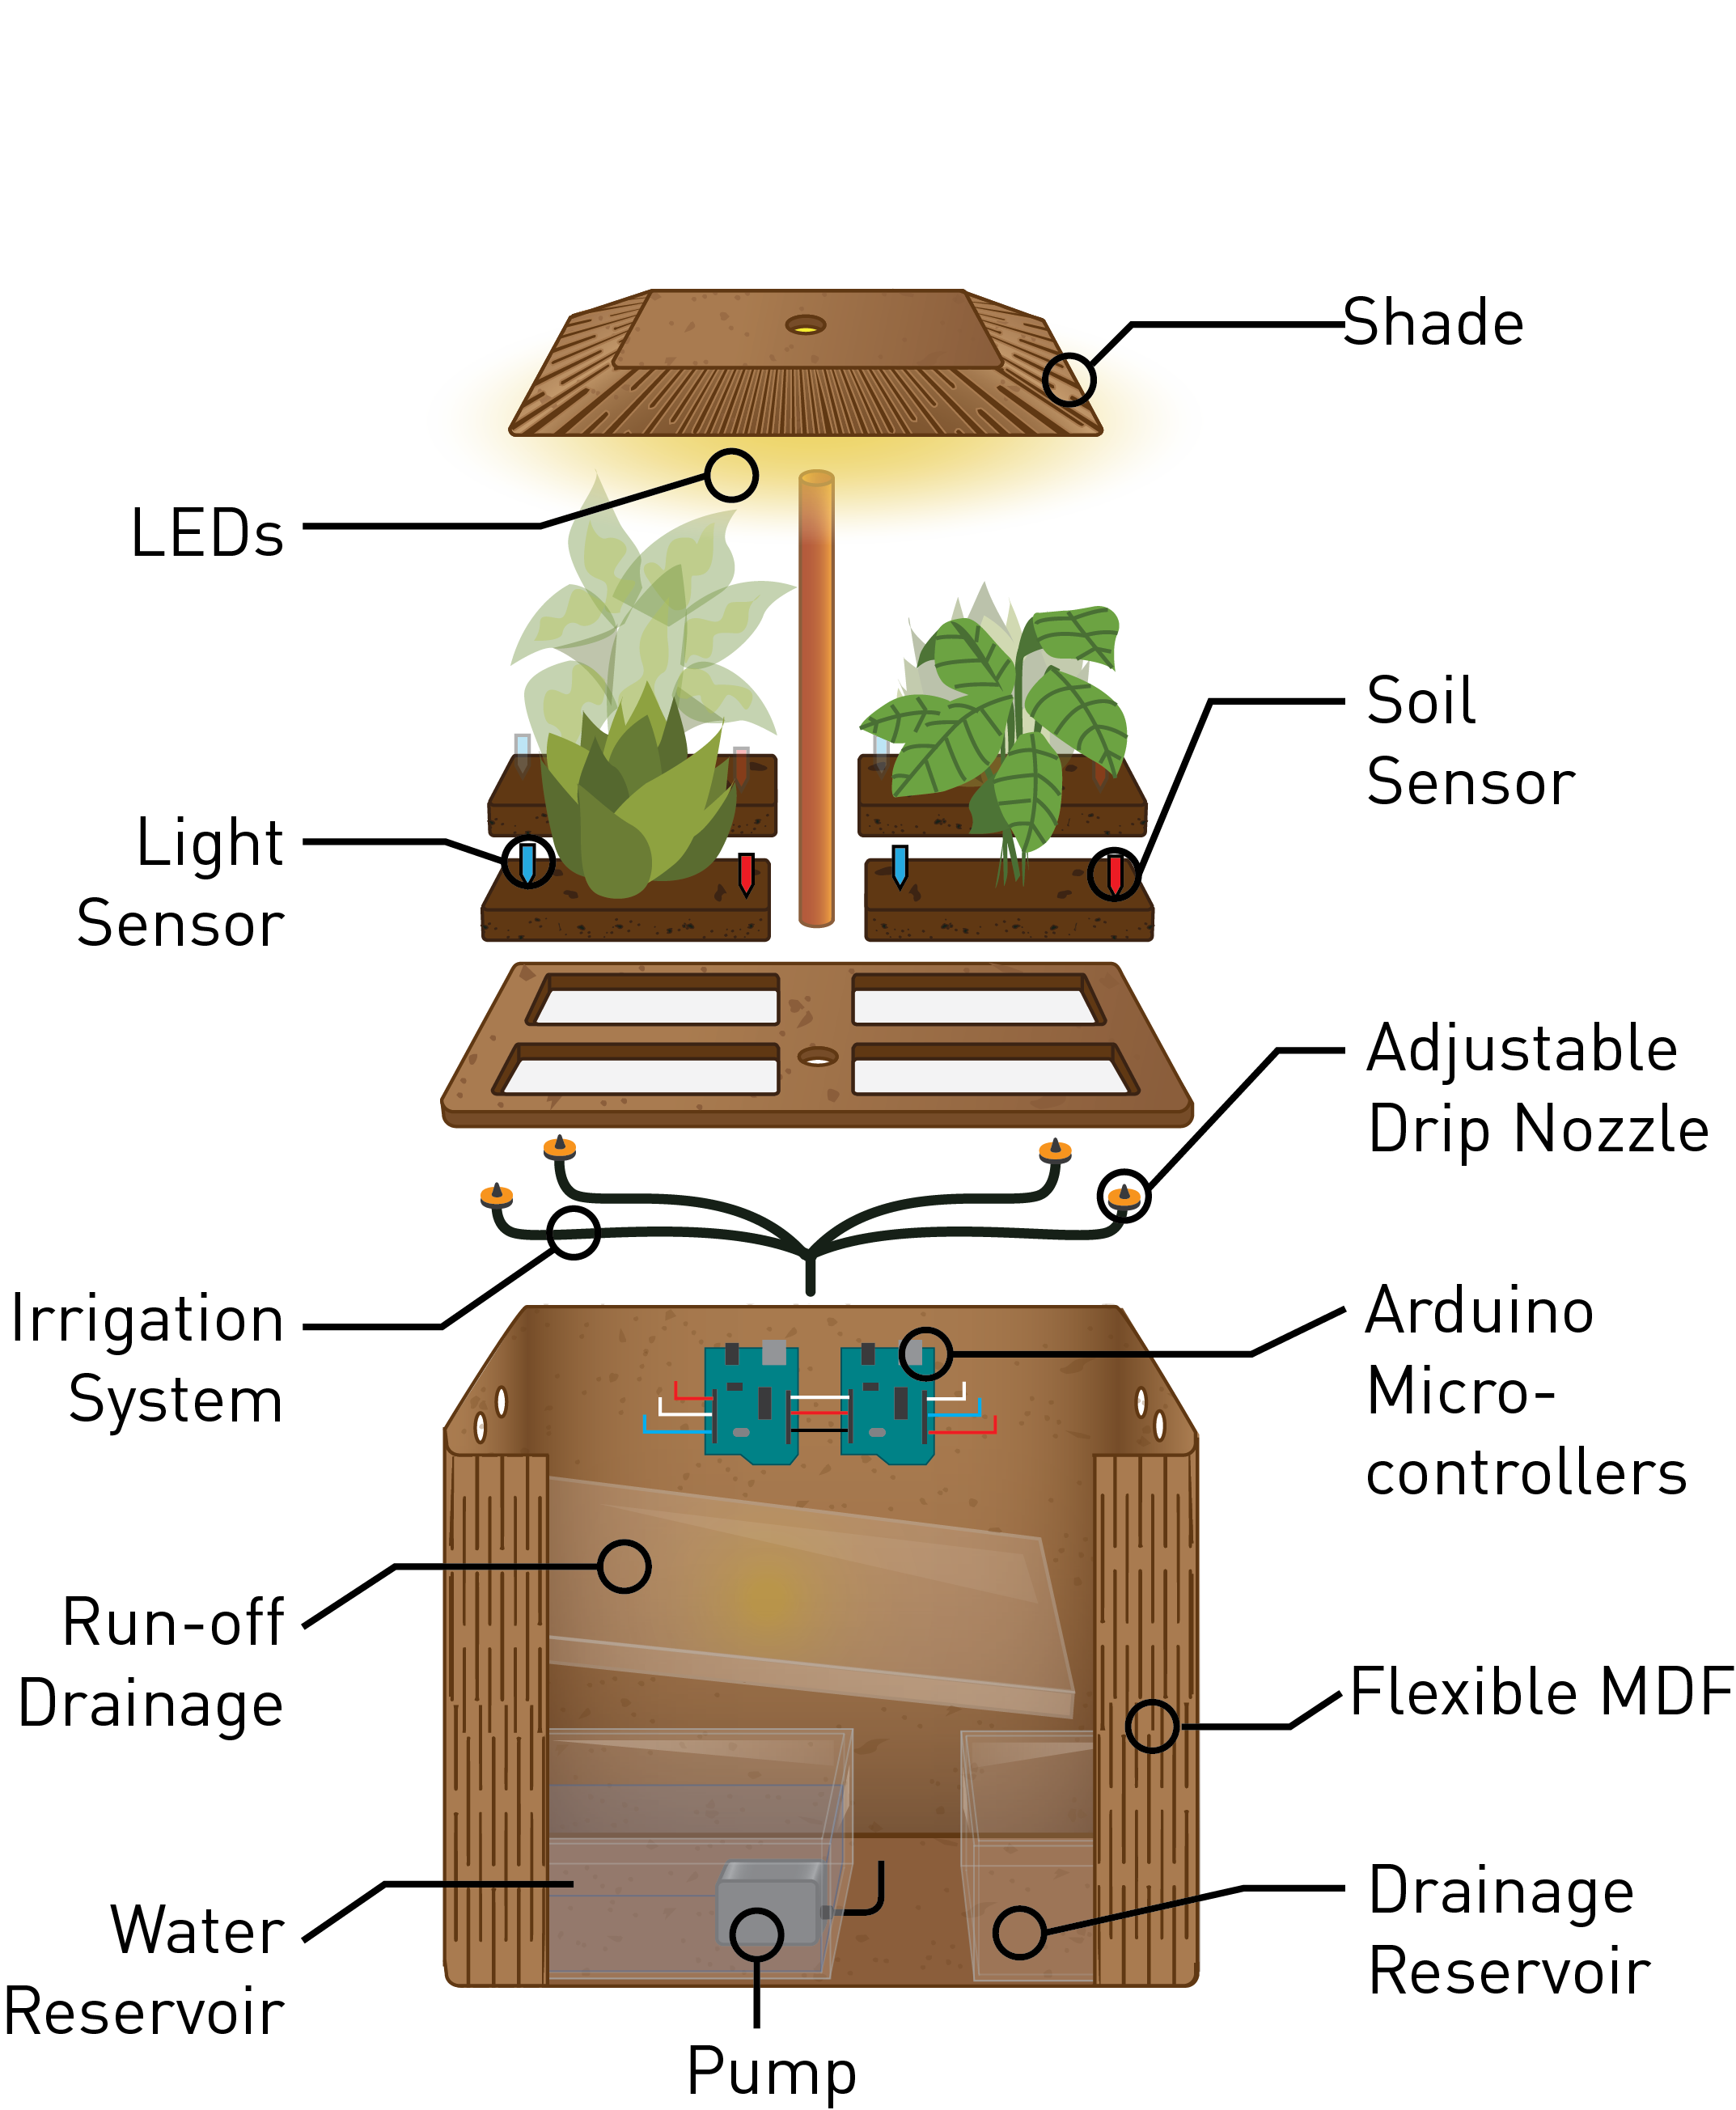 Shade
LEDs
Soil
Sensor
Light
Sensor
Adjustable
Drip Nozzle
Irrigation
System
Arduino
Micro-
controllers
Run-off
Drainage
Flexible MDF
Water
Reservoir
Drainage
Reservoir
Pump